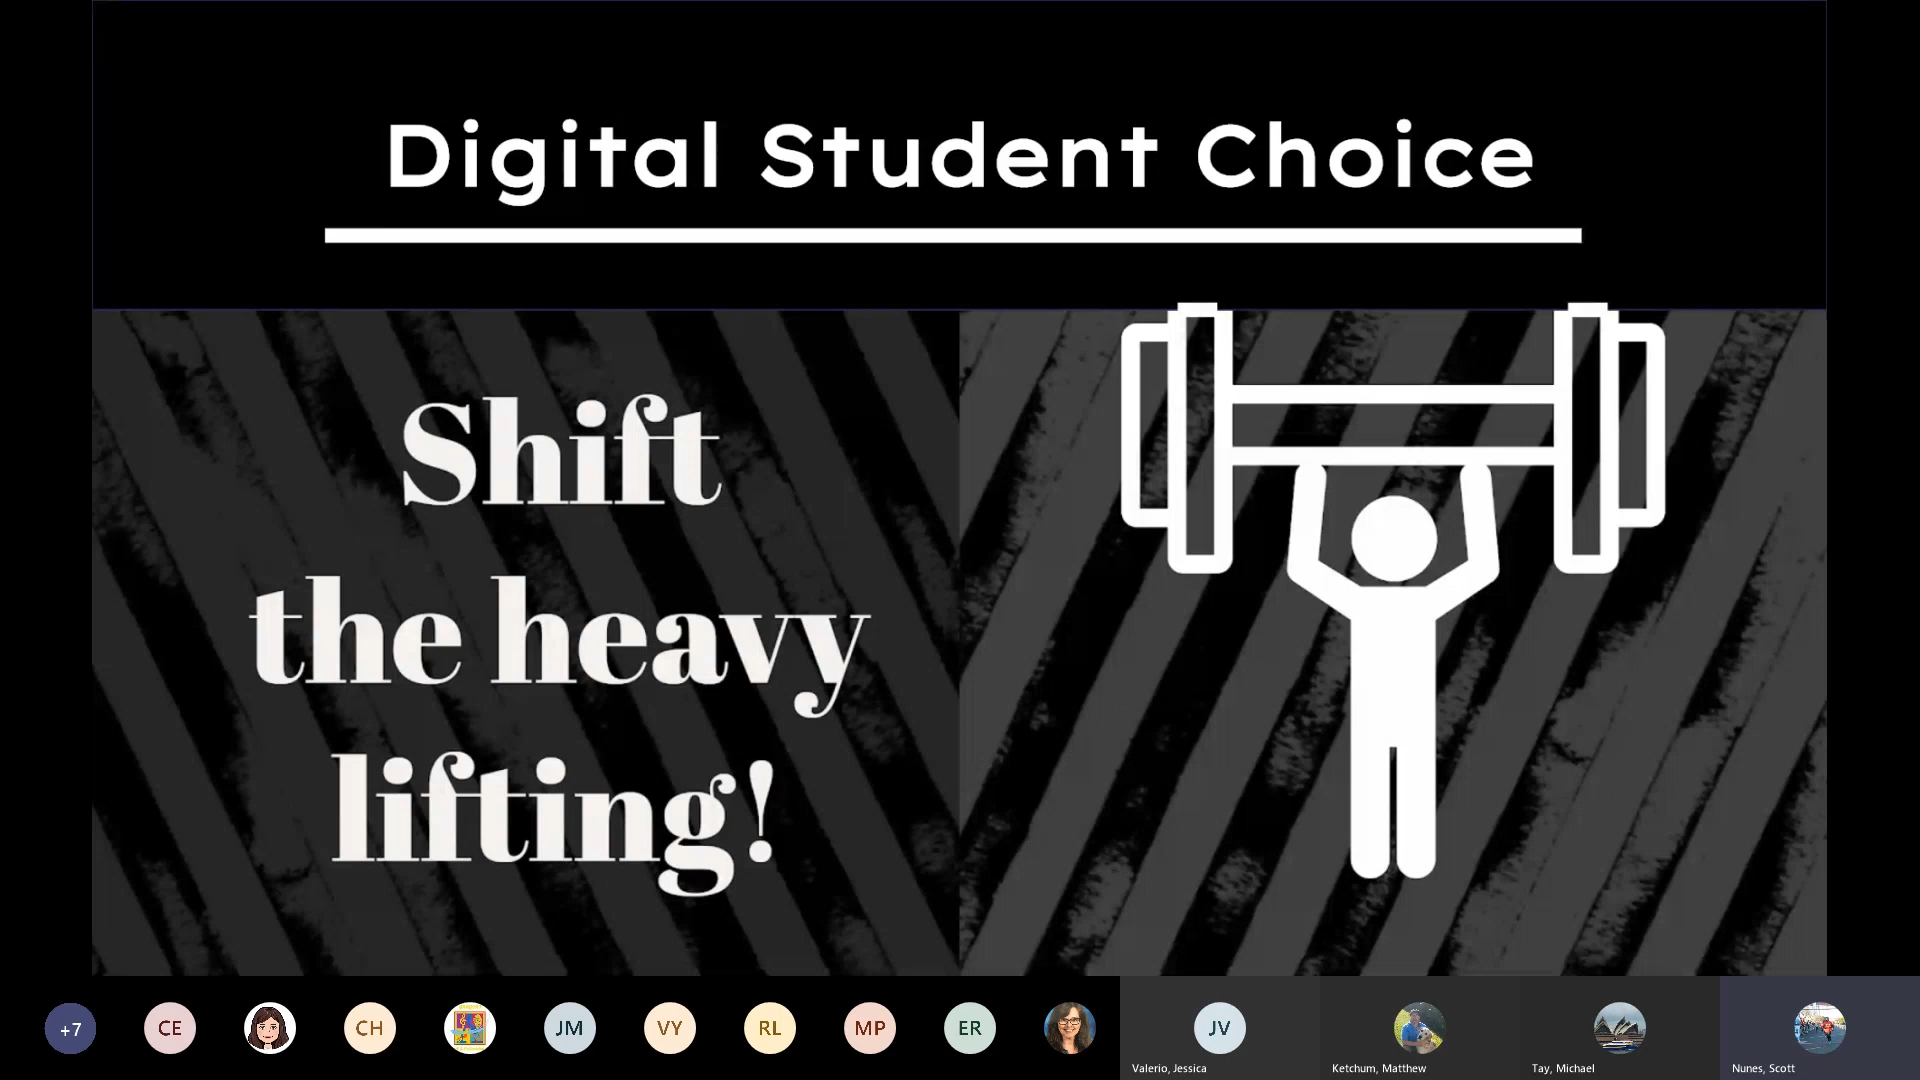 Digital Student Choice
Shift
the heavy
lifting!
+7
CE
CH
JM
VY
RL
MP
ER
JV
Valerio, Jessica
Ketchum, Matthew
Tay, Michael
Nunes, Scott